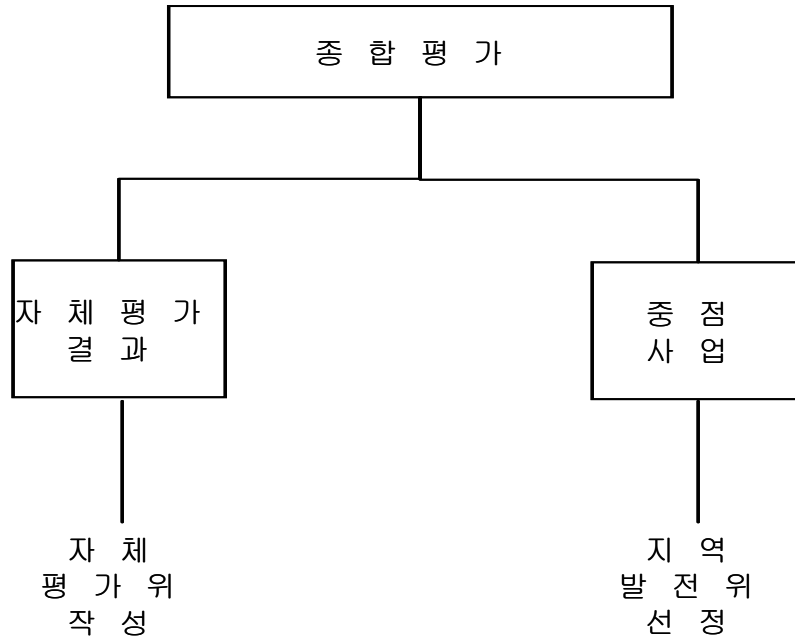 종 합 평 가
자 체 평 가
결 과
중 점
사 업
자 체
평 가 위
작 성
지 역
발 전 위
선 정